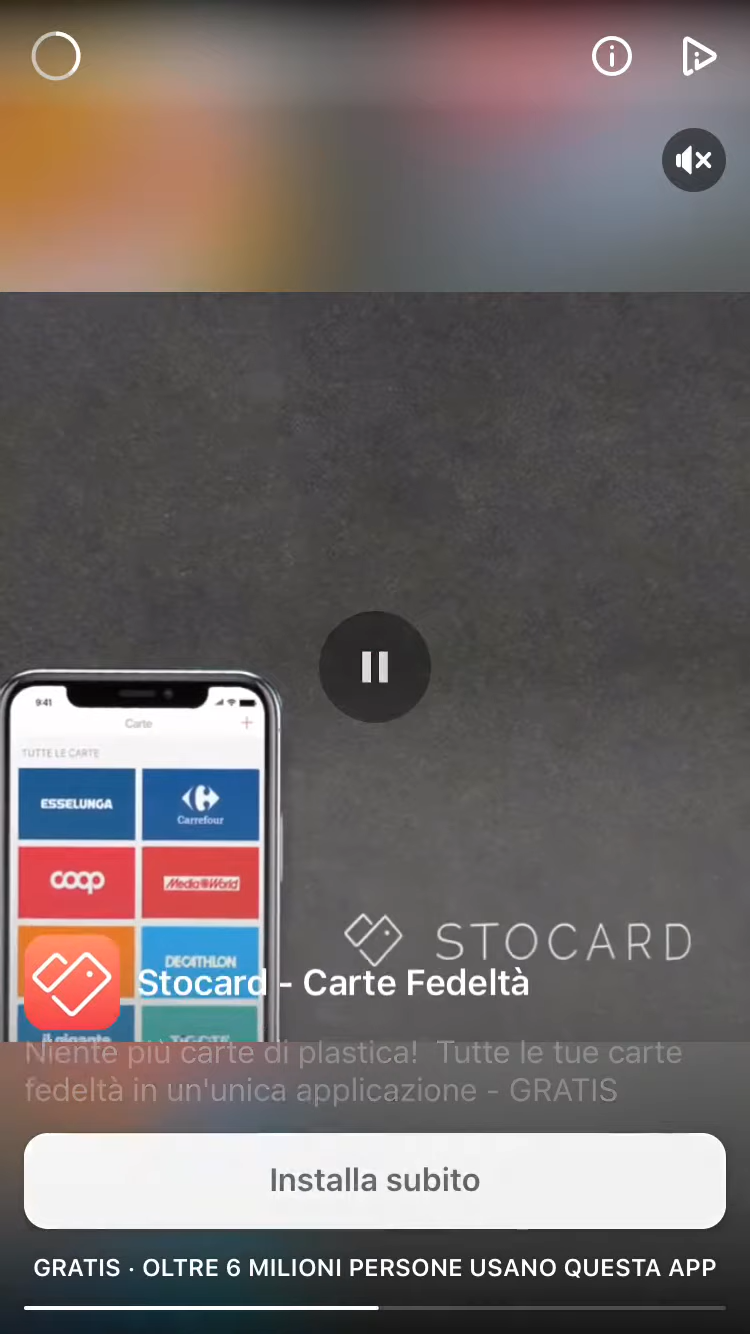 9:41
Carte
TUTTE LE CARTE
ESSELUNGA
Carrefour
coop
MediaWorld
STOCARD
DECATHLON
Stocard - Carte Fedeltà
il gigante
Niente più carte di plastica! Tutte le tue carte
fedeltà in un'unica applicazione - GRATIS
Installa subito
GRATIS · OLTRE 6 MILIONI PERSONE USANO QUESTA APP